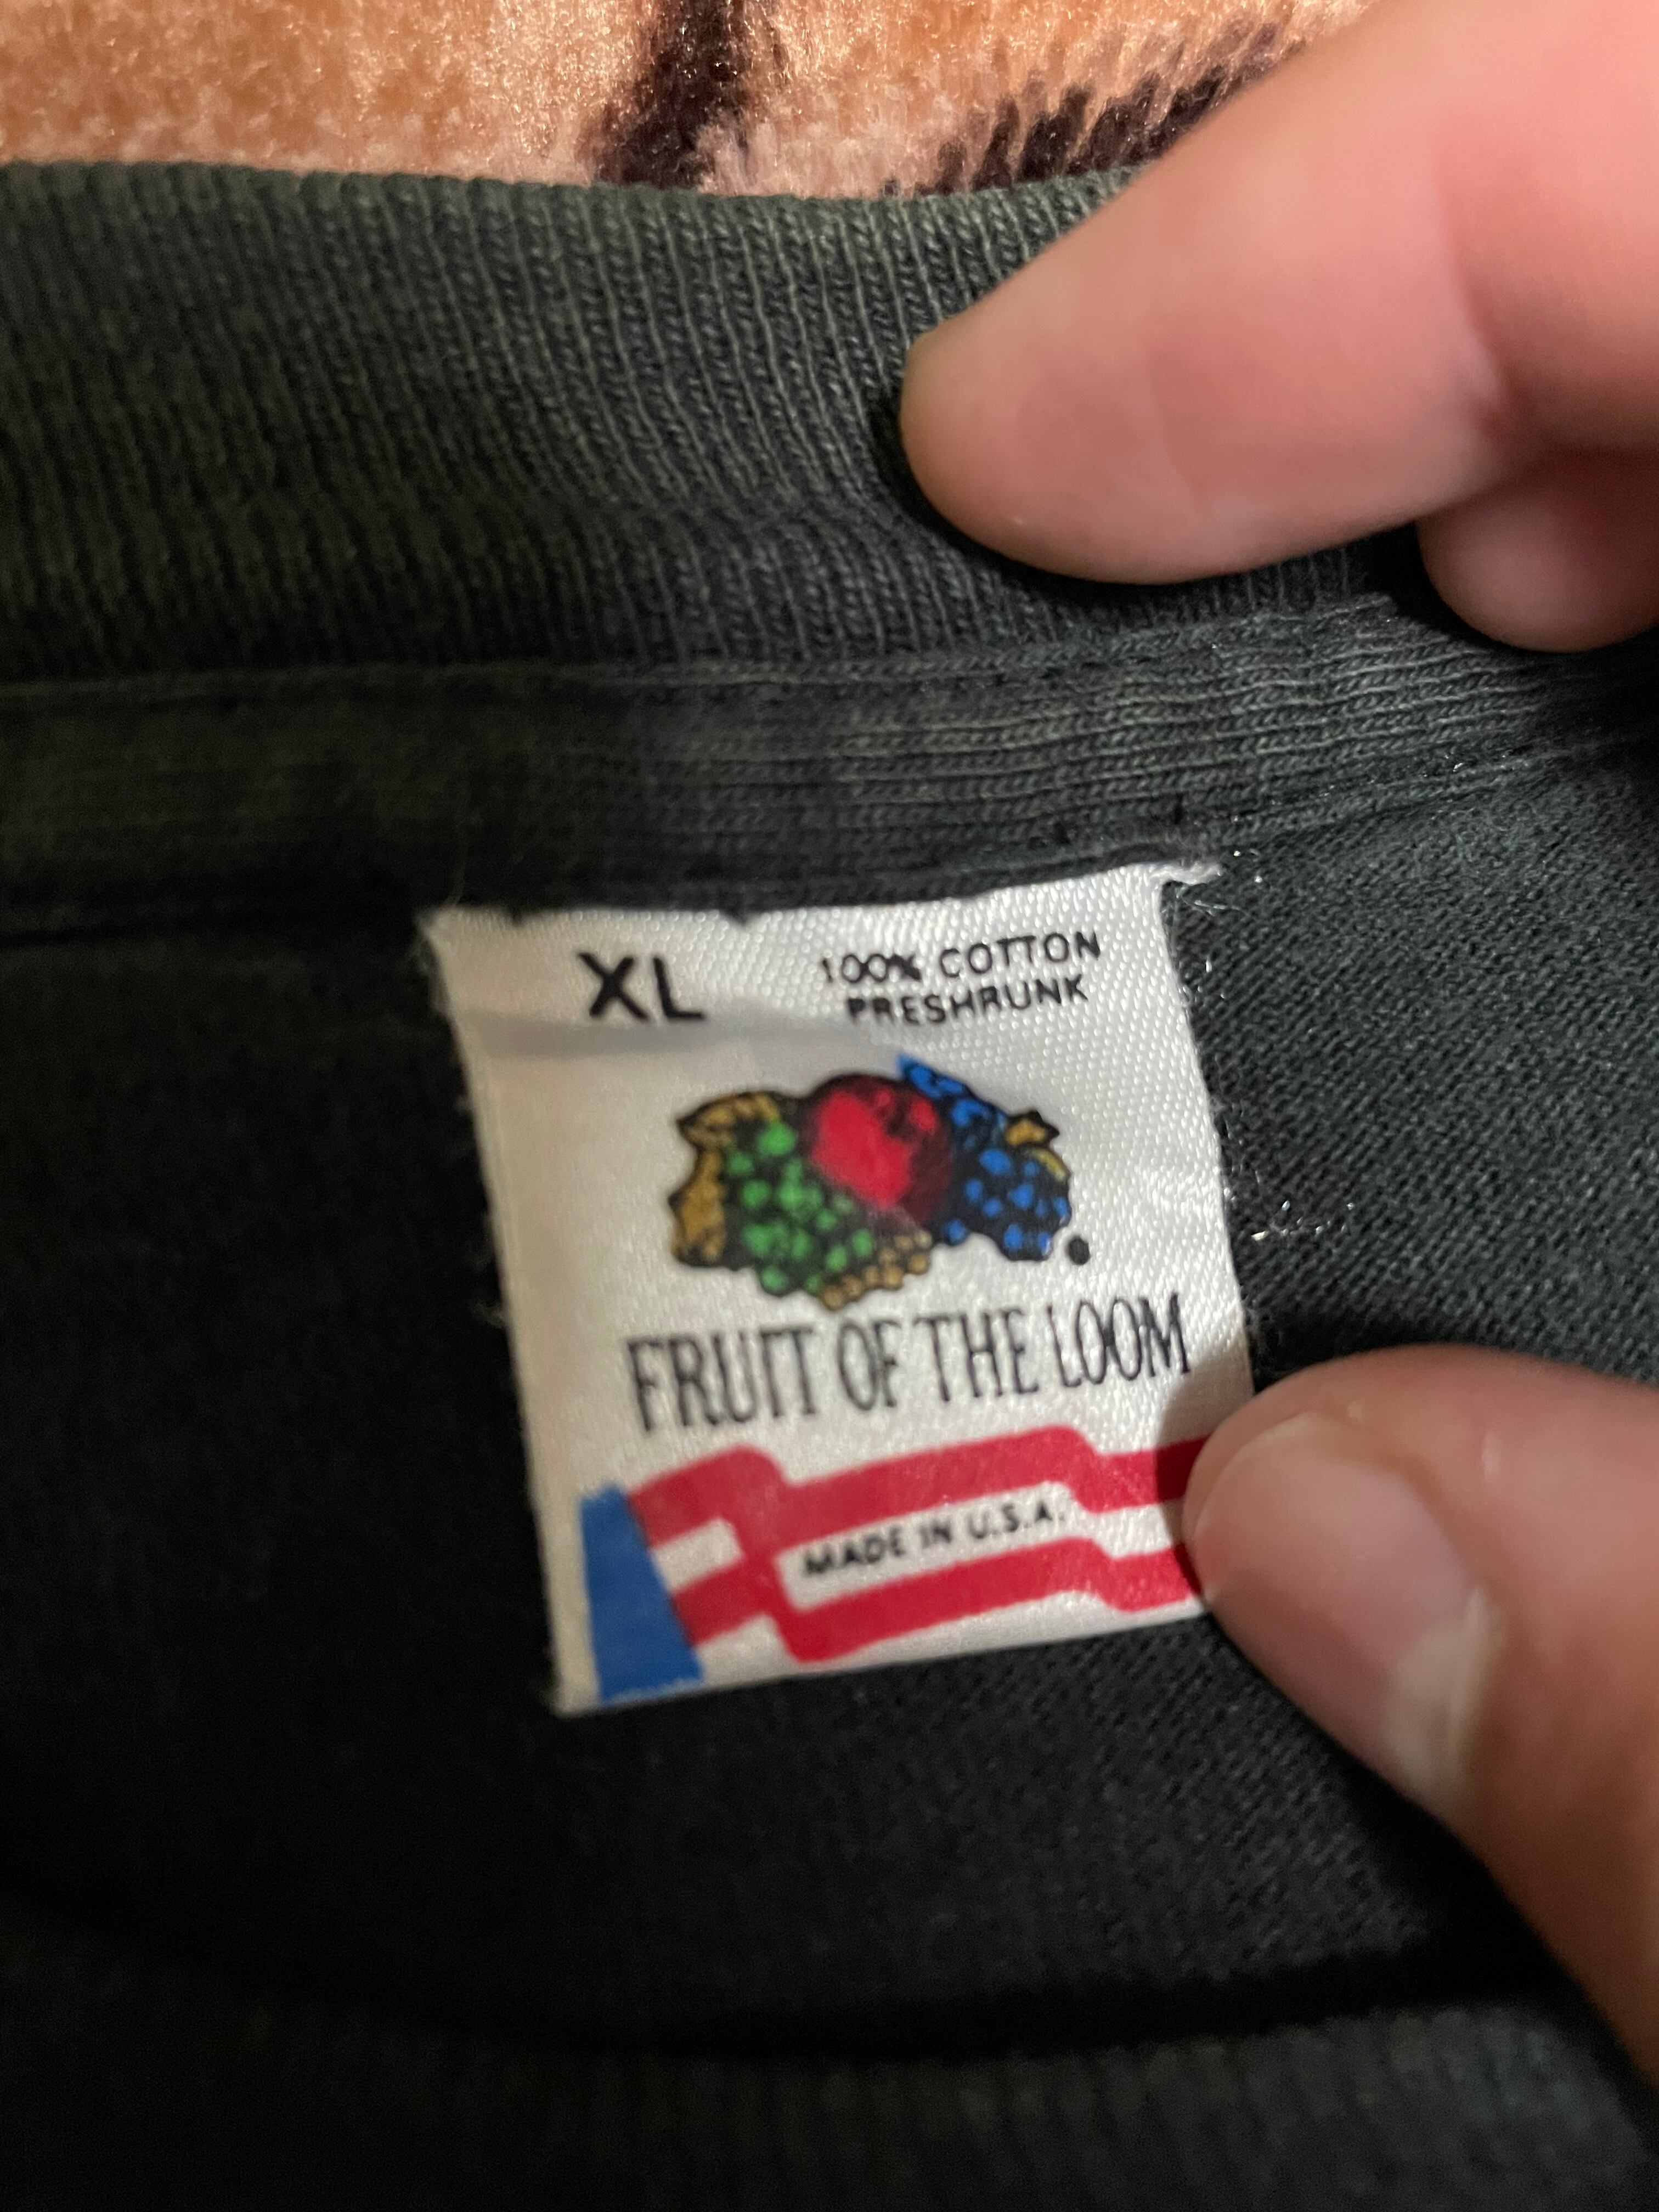 XL
100% COTTON
PRESHRUNK
FRUIT OF THE LOOM
MADE IN U.S.A.